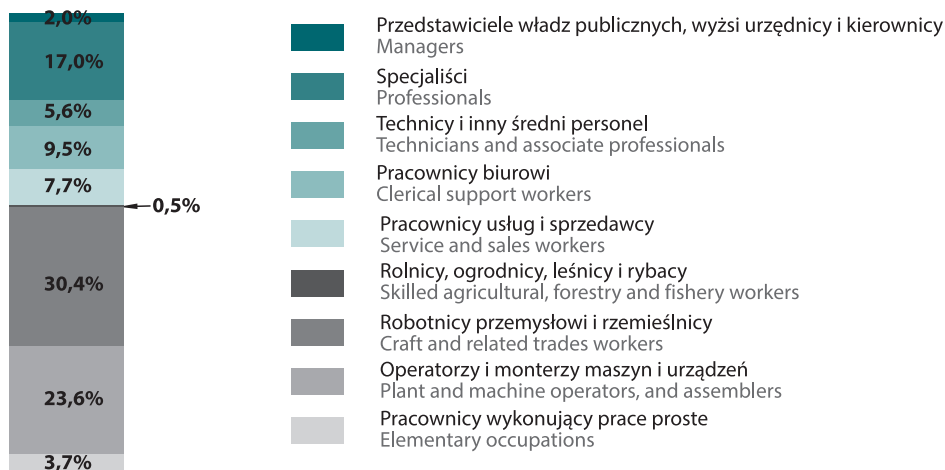 2,0%
17,0%
5,6%
9,5%
7,7%
0,5%
30,4%
23,6%
3,7%
Przedstawiciele władz publicznych, wyżsi urzędnicy i kierownicy
Managers
Specjaliści
Professionals
Technicy i inny średni personel
Technicians and associate professionals
Pracownicy biurowi
Clerical support workers
Pracownicy usług i sprzedawcy
Service and sales workers
Rolnicy, ogrodnicy, leśnicy i rybacy
Skilled agricultural, forestry and fishery workers
Robotnicy przemysłowi i rzemieślnicy
Craft and related trades workers
Operatorzy i monterzy maszyn i urządzeń
Plant and machine operators, and assemblers
Pracownicy wykonujący prace proste
Elementary occupations